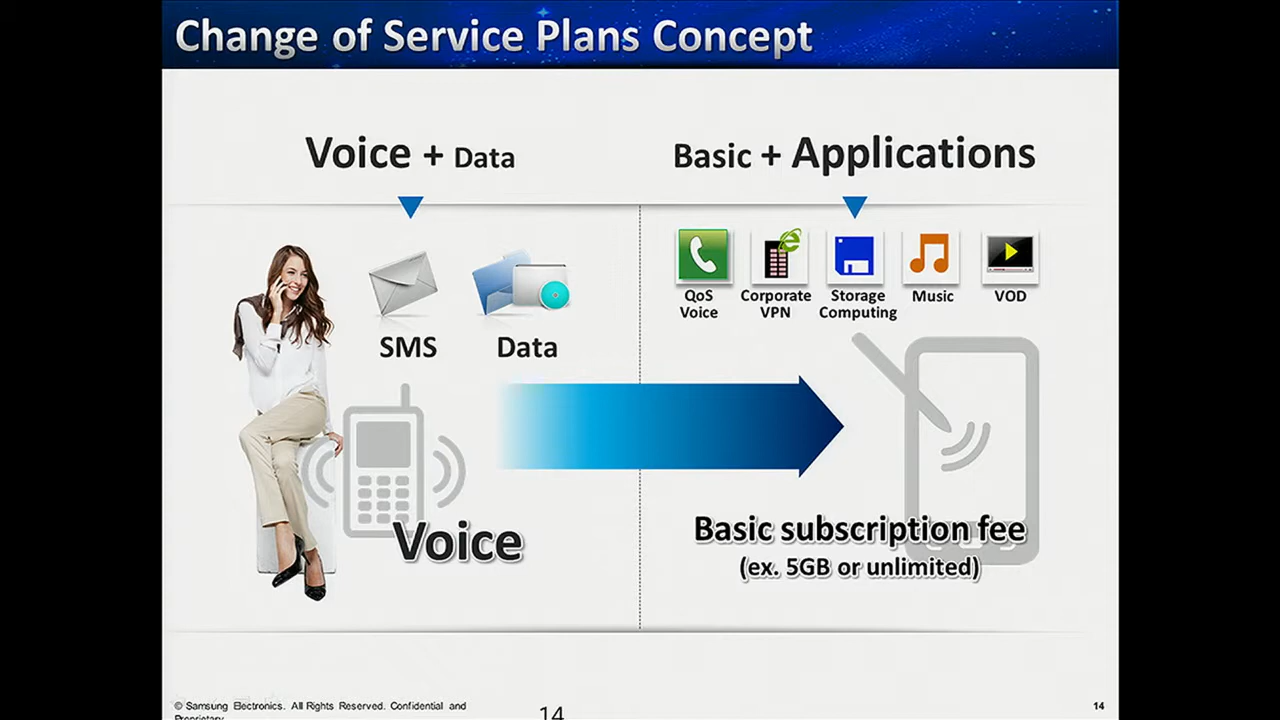 Change of Service Plans Concept
Voice + Data
Basic + Applications
SMS
Data
Voice
QoS
Voice
Corporate
VPN
Storage
Computing
Music
VOD
Basic subscription fee
(ex. 5GB or unlimited)
© Samsung Electronics. All Rights Reserved. Confidential and
Proprietary
14
14